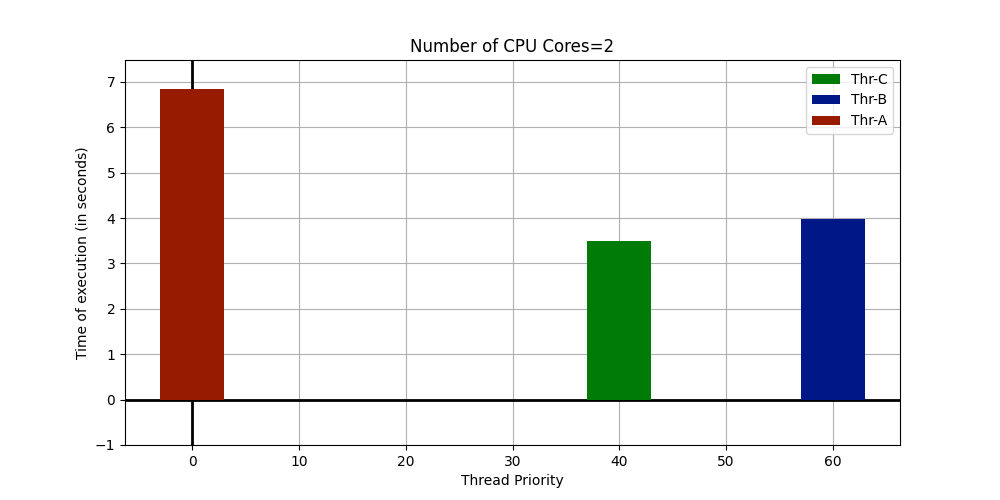 Number of CPU Cores=2
Thr-C
Thr-B
Thr-A
Time of execution (in seconds)
7
6
5
4
3
2
1
0
−1
0 10 20 30 40 50 60
Thread Priority